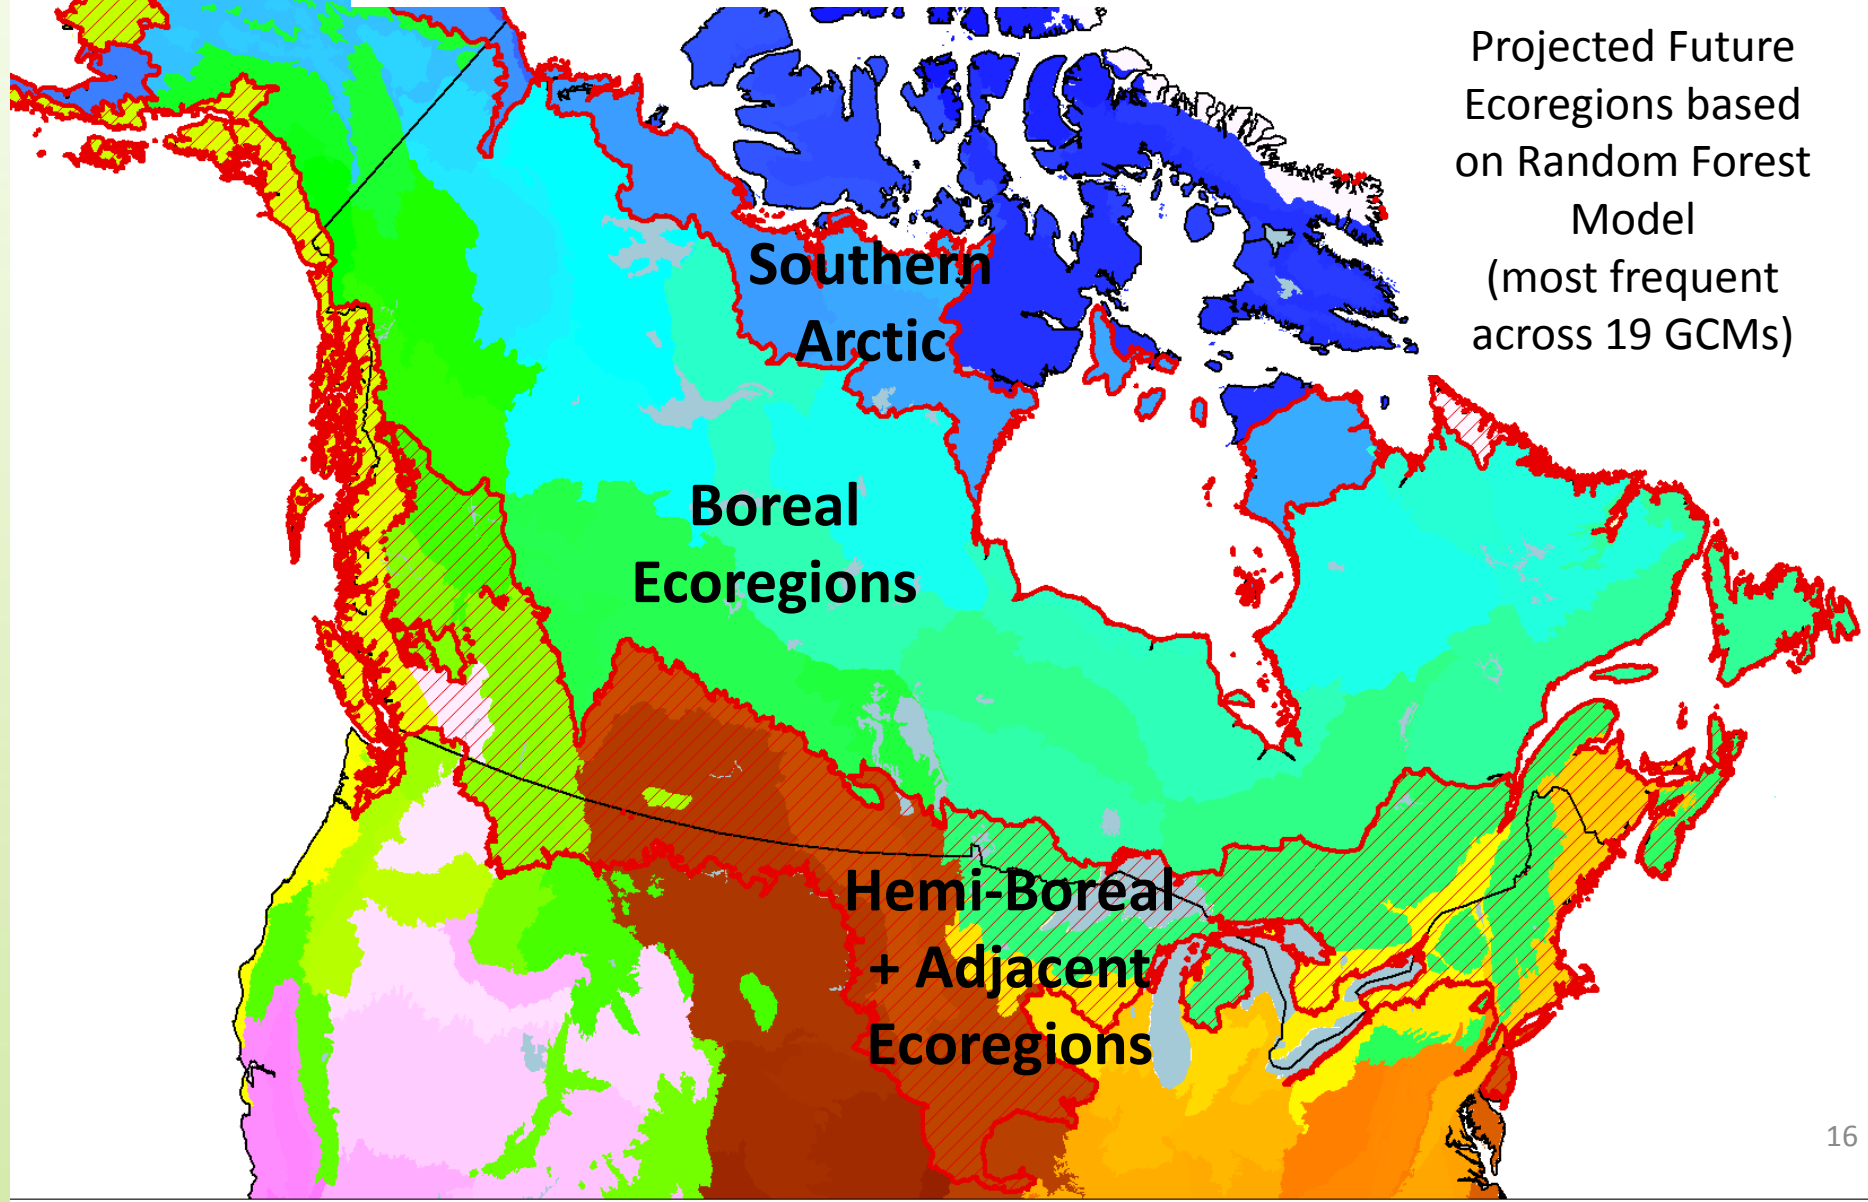 Projected Future
Ecoregions based
on Random Forest
Model
(most frequent
across 19 GCMs)
Southern
Arctic
Boreal
Ecoregions
Hemi-Boreal
+ Adjacent
Ecoregions
16